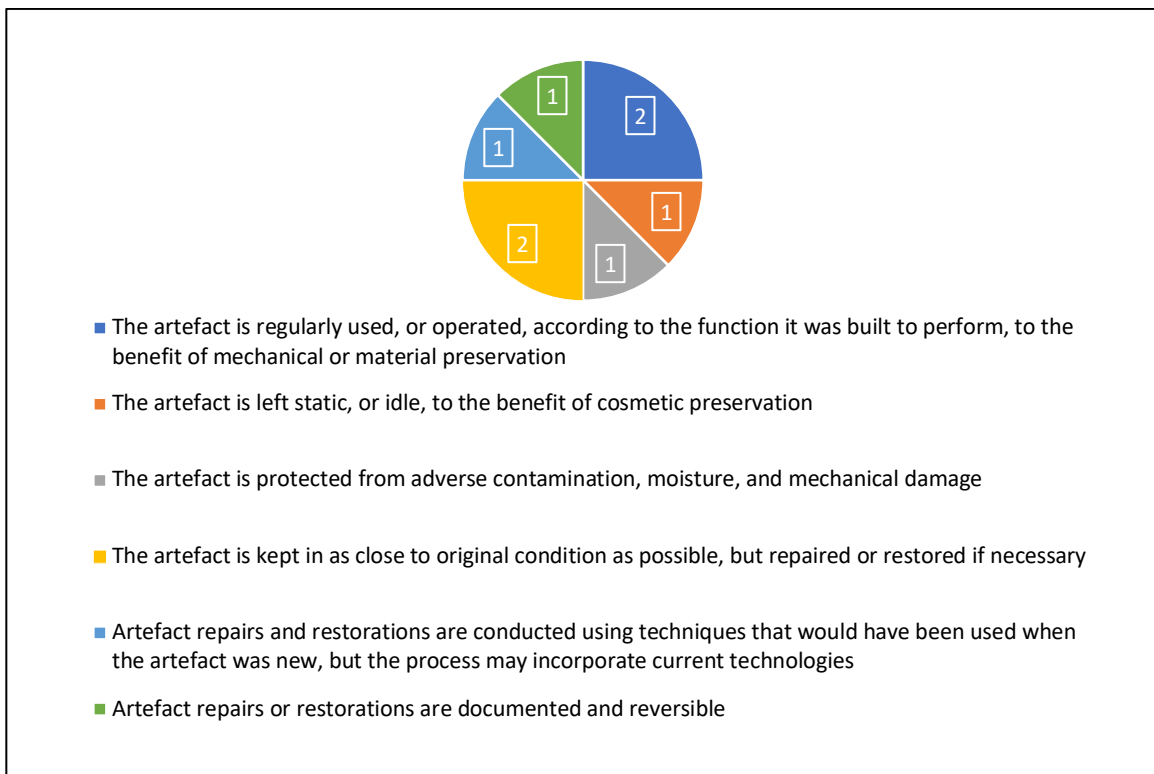 1
2
1
1
2
1
The artefact is regularly used, or operated, according to the function it was built to perform, to the
benefit of mechanical or material preservation
The artefact is left static, or idle, to the benefit of cosmetic preservation
The artefact is protected from adverse contamination, moisture, and mechanical damage
The artefact is kept in as close to original condition as possible, but repaired or restored if necessary
Artefact repairs and restorations are conducted using techniques that would have been used when
the artefact was new, but the process may incorporate current technologies
Artefact repairs or restorations are documented and reversible